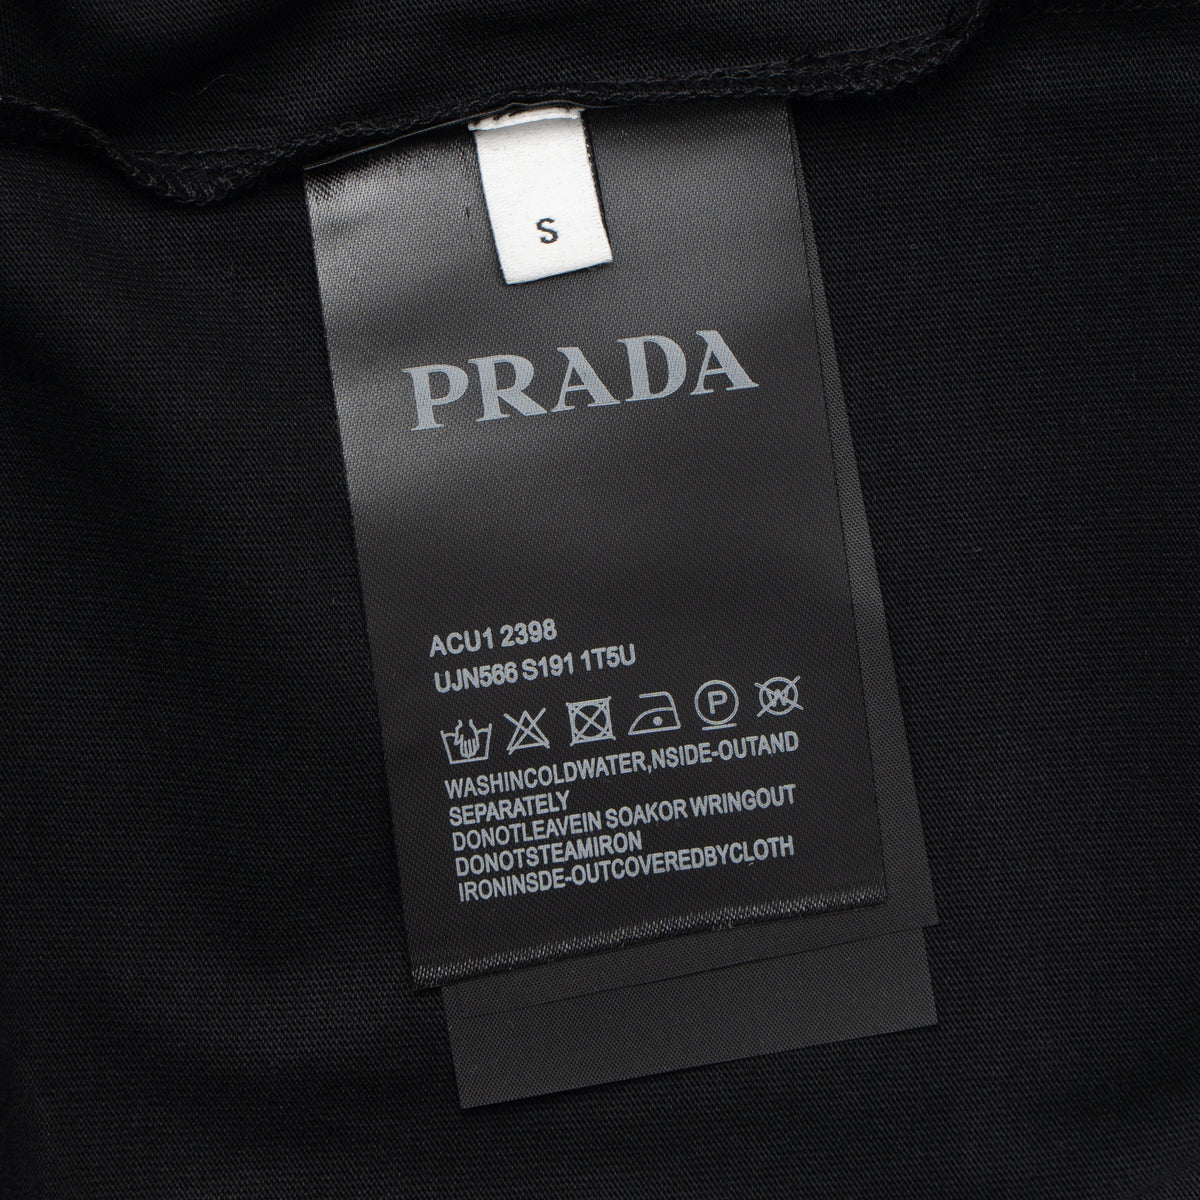 S
PRADA
ACU1 2398
UJN566 S191 1T5U
P
W
WASHINCOLDWATER,NSIDE-OUTAND
SEPARATELY
DONOTLEAVEIN SOAKOR WRINGOUT
DONOTSTEAMIRON
IRONINSDE-OUTCOVEREDBYCLOTH